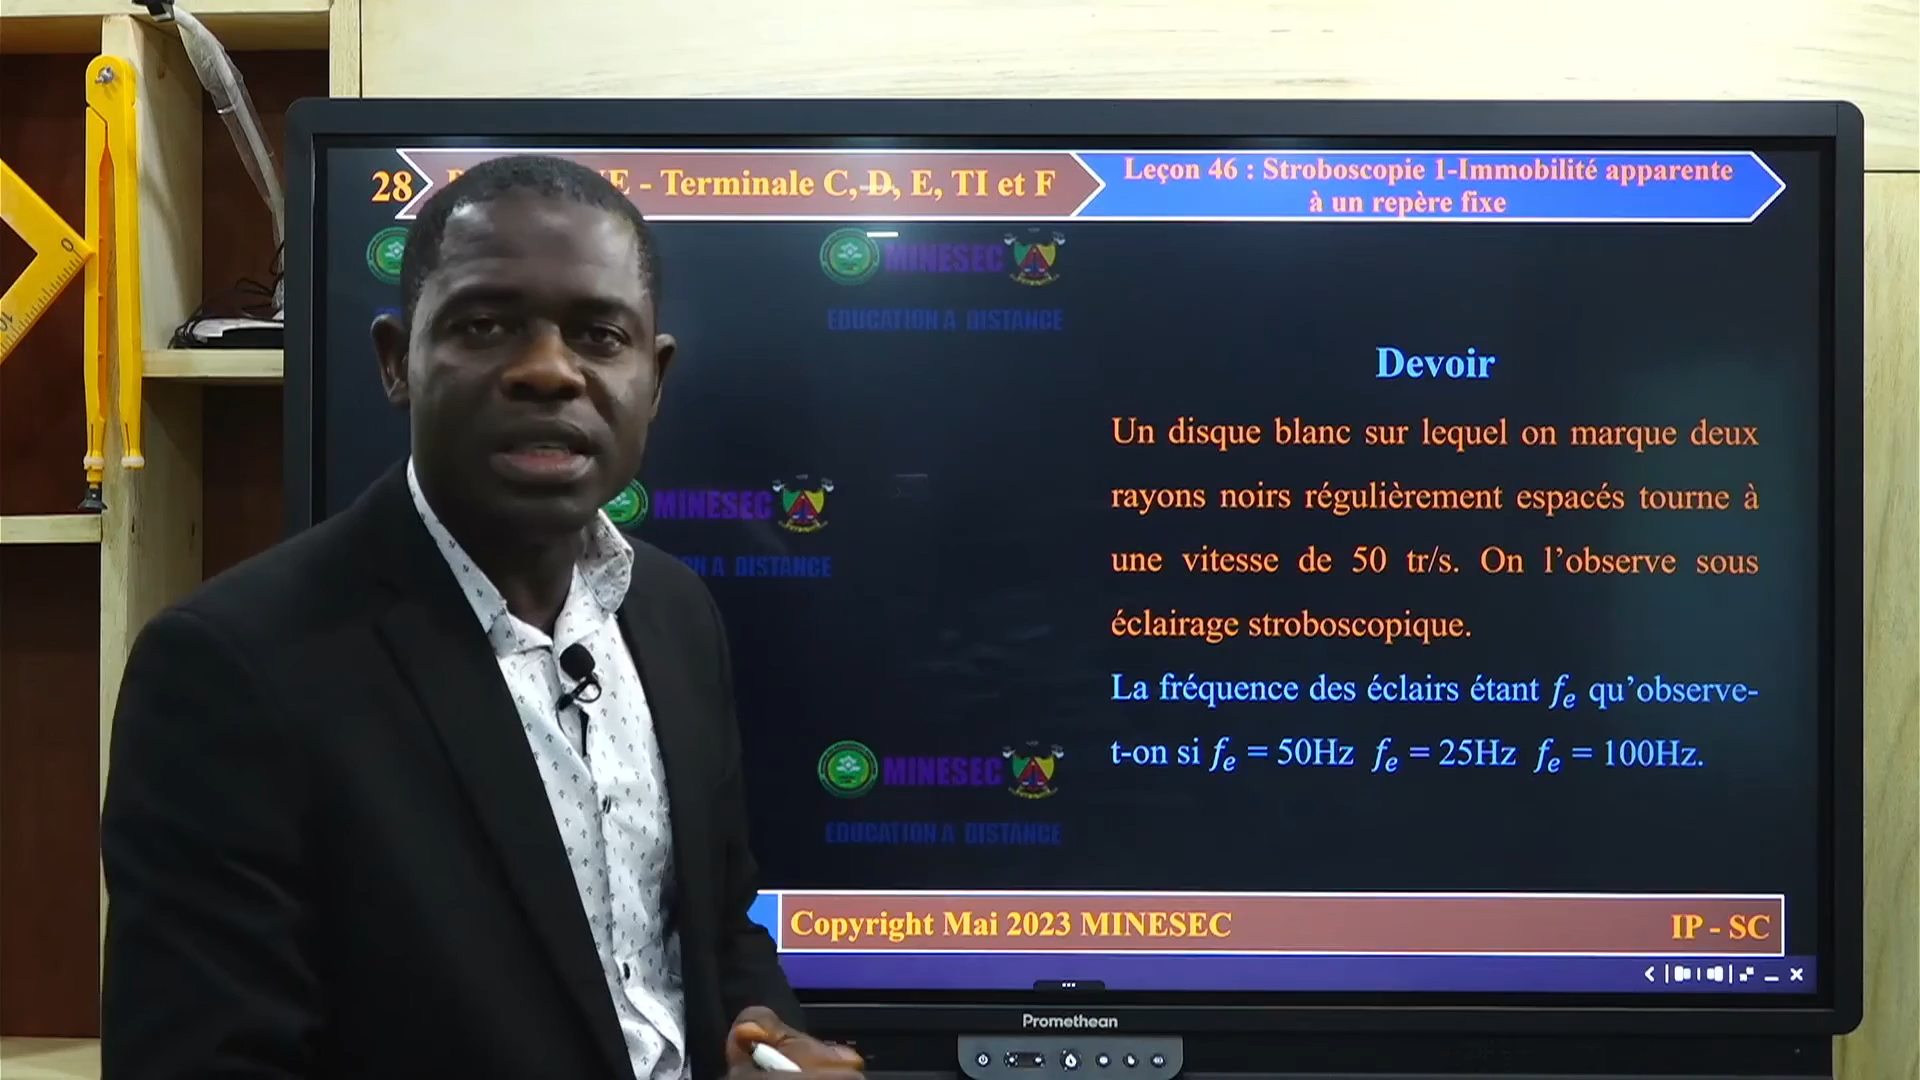 28
E - Terminale C, D, E, TI et F
Leçon 46 : Stroboscopie 1-Immobilité apparente
à un repère fixe
MINESEC
EDUCATION A DISTANCE
Devoir
Un disque blanc sur lequel on marque deux
rayons noirs régulièrement espacés tourne à
une vitesse de 50 tr/s. On l’observe sous
éclairage stroboscopique.
La fréquence des éclairs étant fₑ qu’observe-
t-on si fₑ = 50Hz fₑ = 25Hz fₑ = 100Hz.
MINESEC
N A DISTANCE
MINESEC
EDUCATION A DISTANCE
Copyright Mai 2023 MINESEC
IP - SC
Promethean
0
10